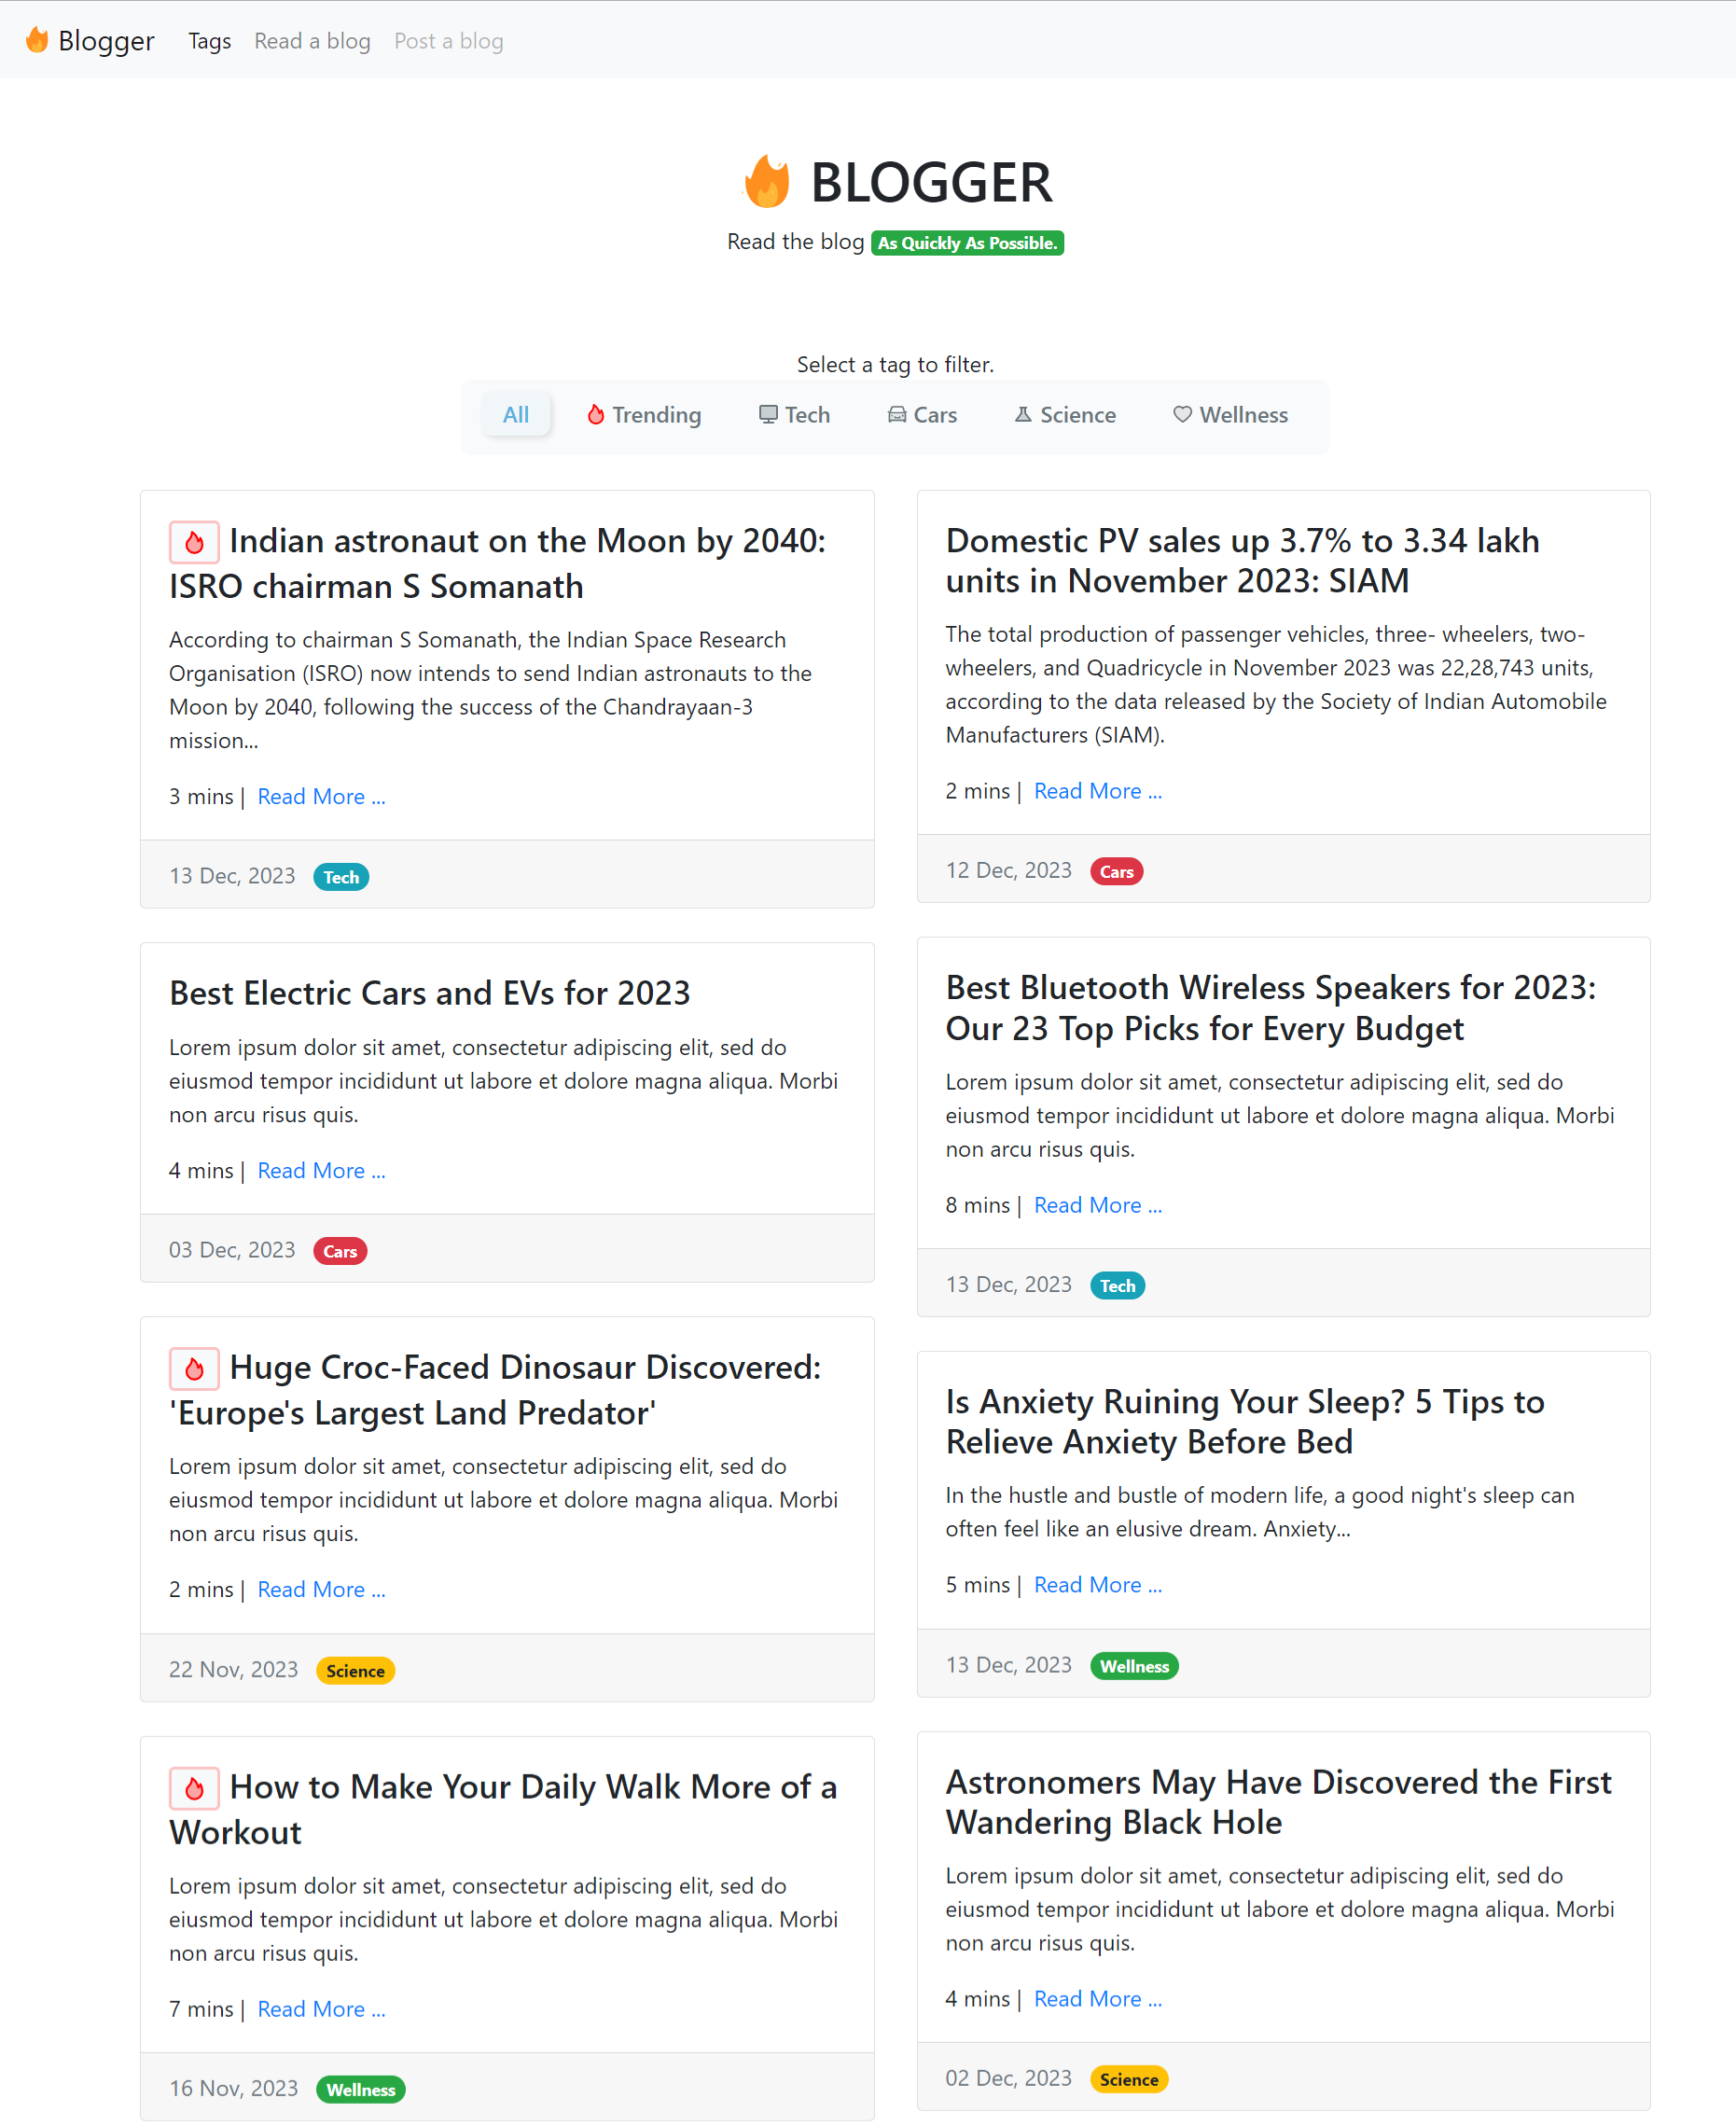 Blogger Tags Read a blog Post a blog
BLOGGER
Read the blog As Quickly As Possible.
Select a tag to filter.
All Trending Tech Cars Science Wellness
Indian astronaut on the Moon by 2040:
ISRO chairman S Somanath
According to chairman S Somanath, the Indian Space Research
Organisation (ISRO) now intends to send Indian astronauts to the
Moon by 2040, following the success of the Chandrayaan-3
mission...
3 mins | Read More ...
13 Dec, 2023 Tech
Best Electric Cars and EVs for 2023
Lorem ipsum dolor sit amet, consectetur adipiscing elit, sed do
eiusmod tempor incididunt ut labore et dolore magna aliqua. Morbi
non arcu risus quis.
4 mins | Read More ...
03 Dec, 2023 Cars
Huge Croc-Faced Dinosaur Discovered:
'Europe's Largest Land Predator'
Lorem ipsum dolor sit amet, consectetur adipiscing elit, sed do
eiusmod tempor incididunt ut labore et dolore magna aliqua. Morbi
non arcu risus quis.
2 mins | Read More ...
22 Nov, 2023 Science
How to Make Your Daily Walk More of a
Workout
Lorem ipsum dolor sit amet, consectetur adipiscing elit, sed do
eiusmod tempor incididunt ut labore et dolore magna aliqua. Morbi
non arcu risus quis.
7 mins | Read More ...
16 Nov, 2023 Wellness
Domestic PV sales up 3.7% to 3.34 lakh
units in November 2023: SIAM
The total production of passenger vehicles, three- wheelers, two-
wheelers, and Quadricycle in November 2023 was 22,28,743 units,
according to the data released by the Society of Indian Automobile
Manufacturers (SIAM).
2 mins | Read More ...
12 Dec, 2023 Cars
Best Bluetooth Wireless Speakers for 2023:
Our 23 Top Picks for Every Budget
Lorem ipsum dolor sit amet, consectetur adipiscing elit, sed do
eiusmod tempor incididunt ut labore et dolore magna aliqua. Morbi
non arcu risus quis.
8 mins | Read More ...
13 Dec, 2023 Tech
Is Anxiety Ruining Your Sleep? 5 Tips to
Relieve Anxiety Before Bed
In the hustle and bustle of modern life, a good night's sleep can
often feel like an elusive dream. Anxiety...
5 mins | Read More ...
13 Dec, 2023 Wellness
Astronomers May Have Discovered the First
Wandering Black Hole
Lorem ipsum dolor sit amet, consectetur adipiscing elit, sed do
eiusmod tempor incididunt ut labore et dolore magna aliqua. Morbi
non arcu risus quis.
4 mins | Read More ...
02 Dec, 2023 Science